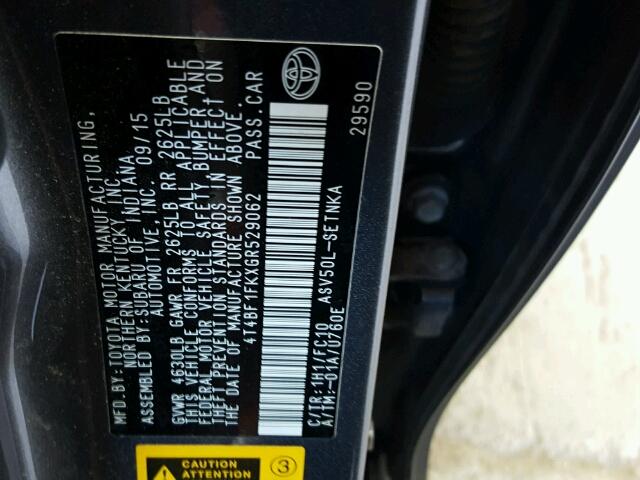 MFD.BY:TOYOTA MOTOR MANUFACTURING,
NORTHERN KENTUCKY, INC.
ASSEMBLED BY:SUBARU OF INDIANA
AUTOMOTIVE, INC. 09/15
GVWR 4630LB GAWR FR 2625LB RR 2625LB
THIS VEHICLE CONFORMS TO ALL APPLICABLE
FEDERAL MOTOR VEHICLE SAFETY, BUMPER AND
THEFT PREVENTION STANDARDS IN EFFECT ON
THE DATE OF MANUFACTURE SHOWN ABOVE.
4T4BF1FKXGR529062 PASS.CAR
ASV50L-SETNKA
C/TR:1H1/FC10
A/TM:-01A/U760E 29590
CAUTION
ATTENTION
3